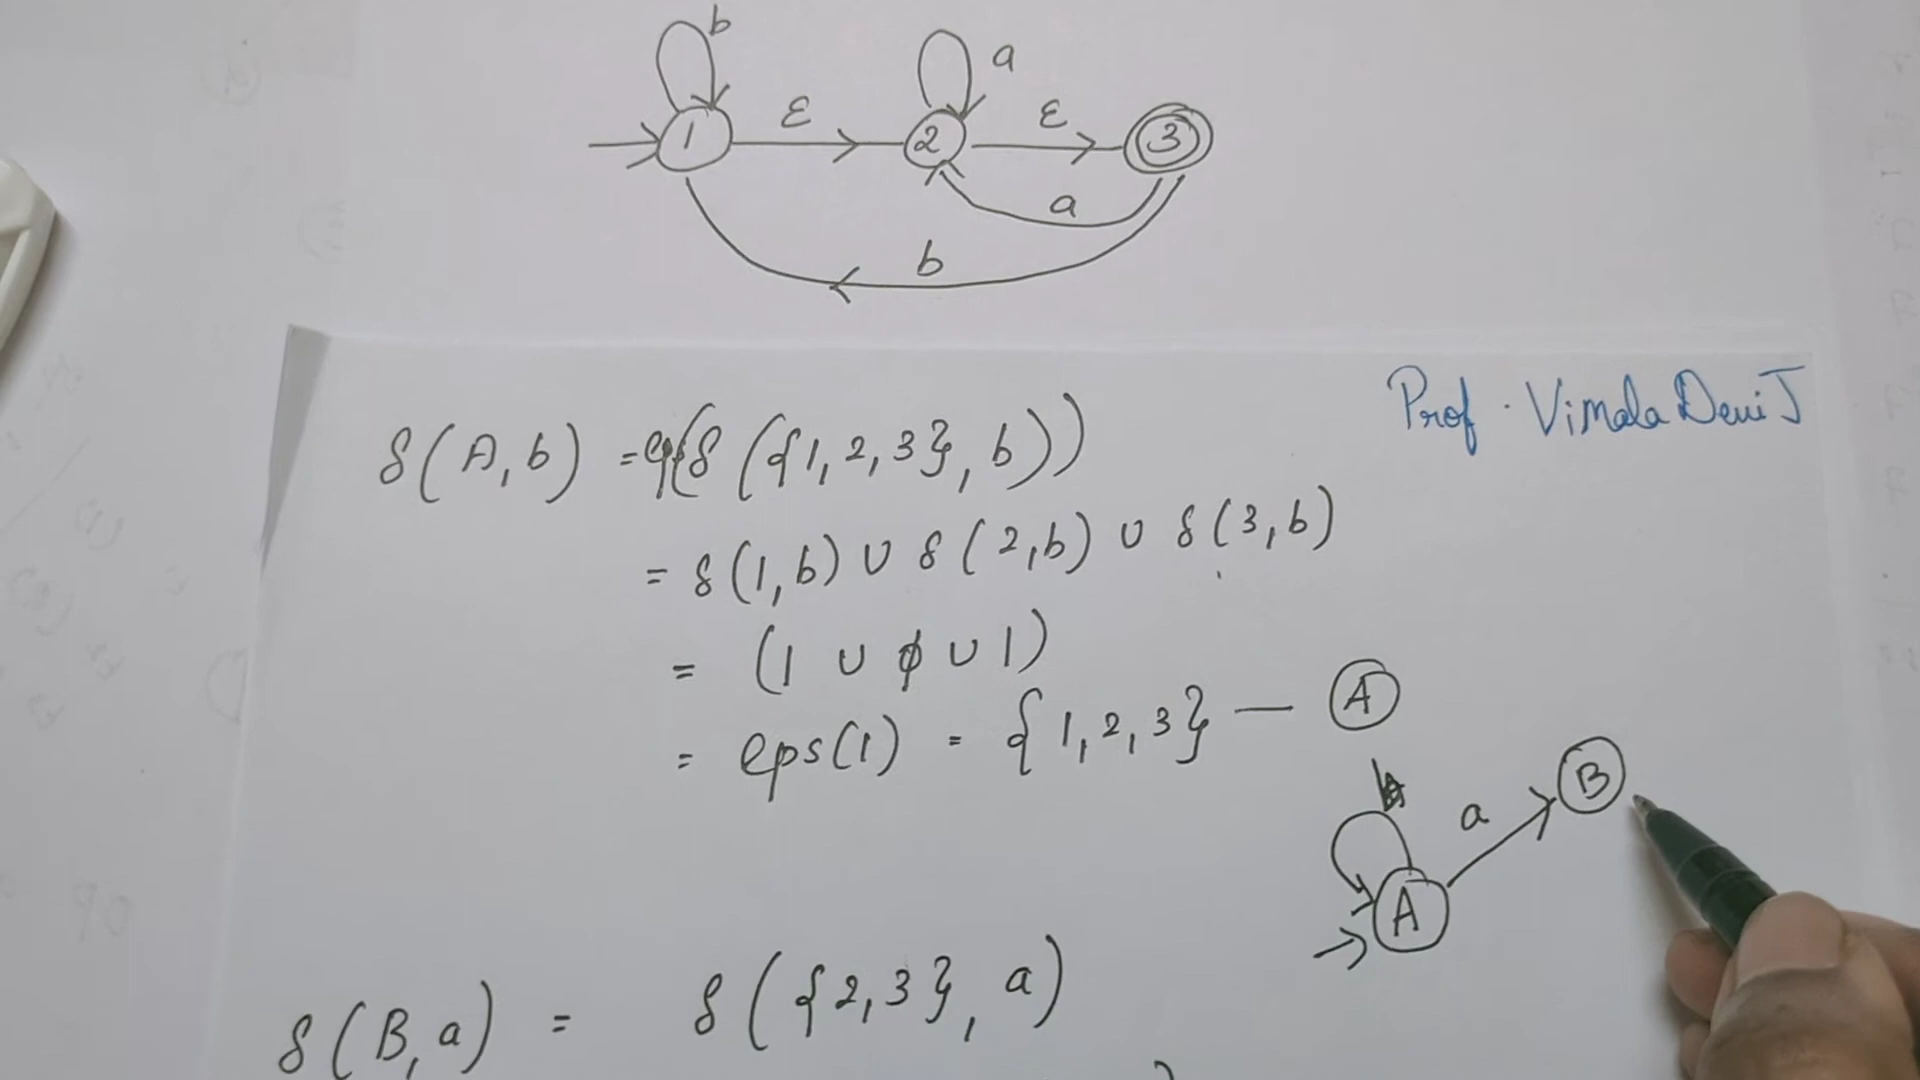 b
a
ε
ε
1
2
3
a
b
Prof. Vimala Devi J
δ(A, b) = eps(δ({1, 2, 3}, b))
= δ(1, b) ∪ δ(2, b) ∪ δ(3, b)
= (1 ∪ ϕ ∪ 1)
= eps(1) = {1, 2, 3} — A
b
a
B
A
δ(B, a) = δ({2, 3}, a)